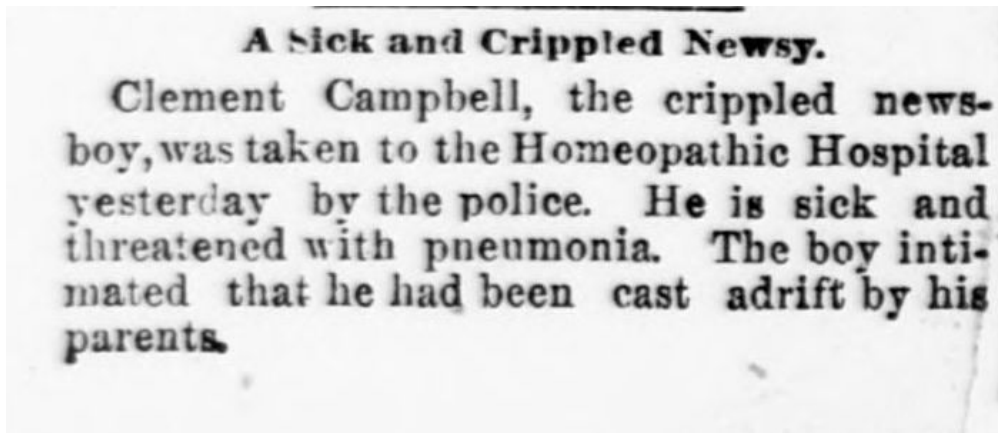 A Sick and Crippled Newsy.
Clement Campbell, the crippled news-
boy, was taken to the Homeopathic Hospital
yesterday by the police. He is sick and
threatened with pneumonia. The boy inti-
mated that he had been cast adrift by his
parents.